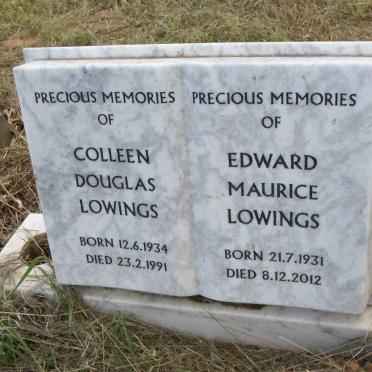 PRECIOUS MEMORIES
OF
COLLEEN
DOUGLAS
LOWINGS
BORN 12.6.1934
DIED 23.2.1991
PRECIOUS MEMORIES
OF
EDWARD
MAURICE
LOWINGS
BORN 21.7.1931
DIED 8.12.2012